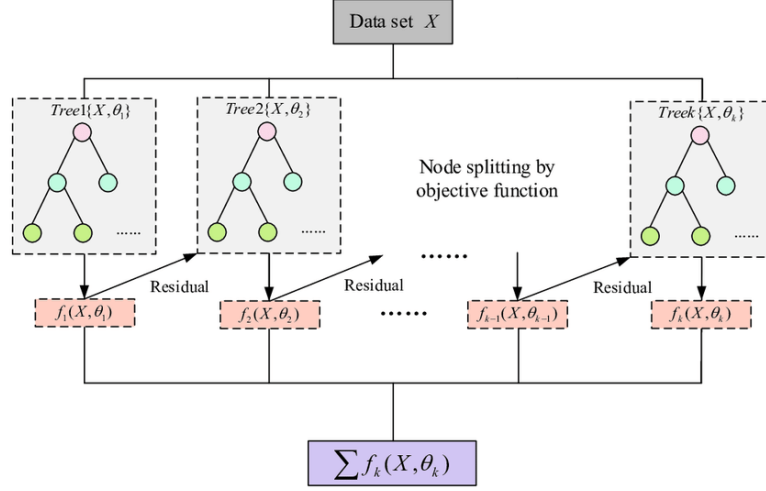 Data set X
Tree1{X,θ₁}
Tree2{X,θ₂}
Treek{X,θₖ}
Node splitting by
objective function
......
......
......
......
Residual
Residual
Residual
f₁(X,θ₁)
f₂(X,θ₂)
......
fₖ₋₁(X,θₖ₋₁)
fₖ(X,θₖ)
∑fₖ(X,θₖ)